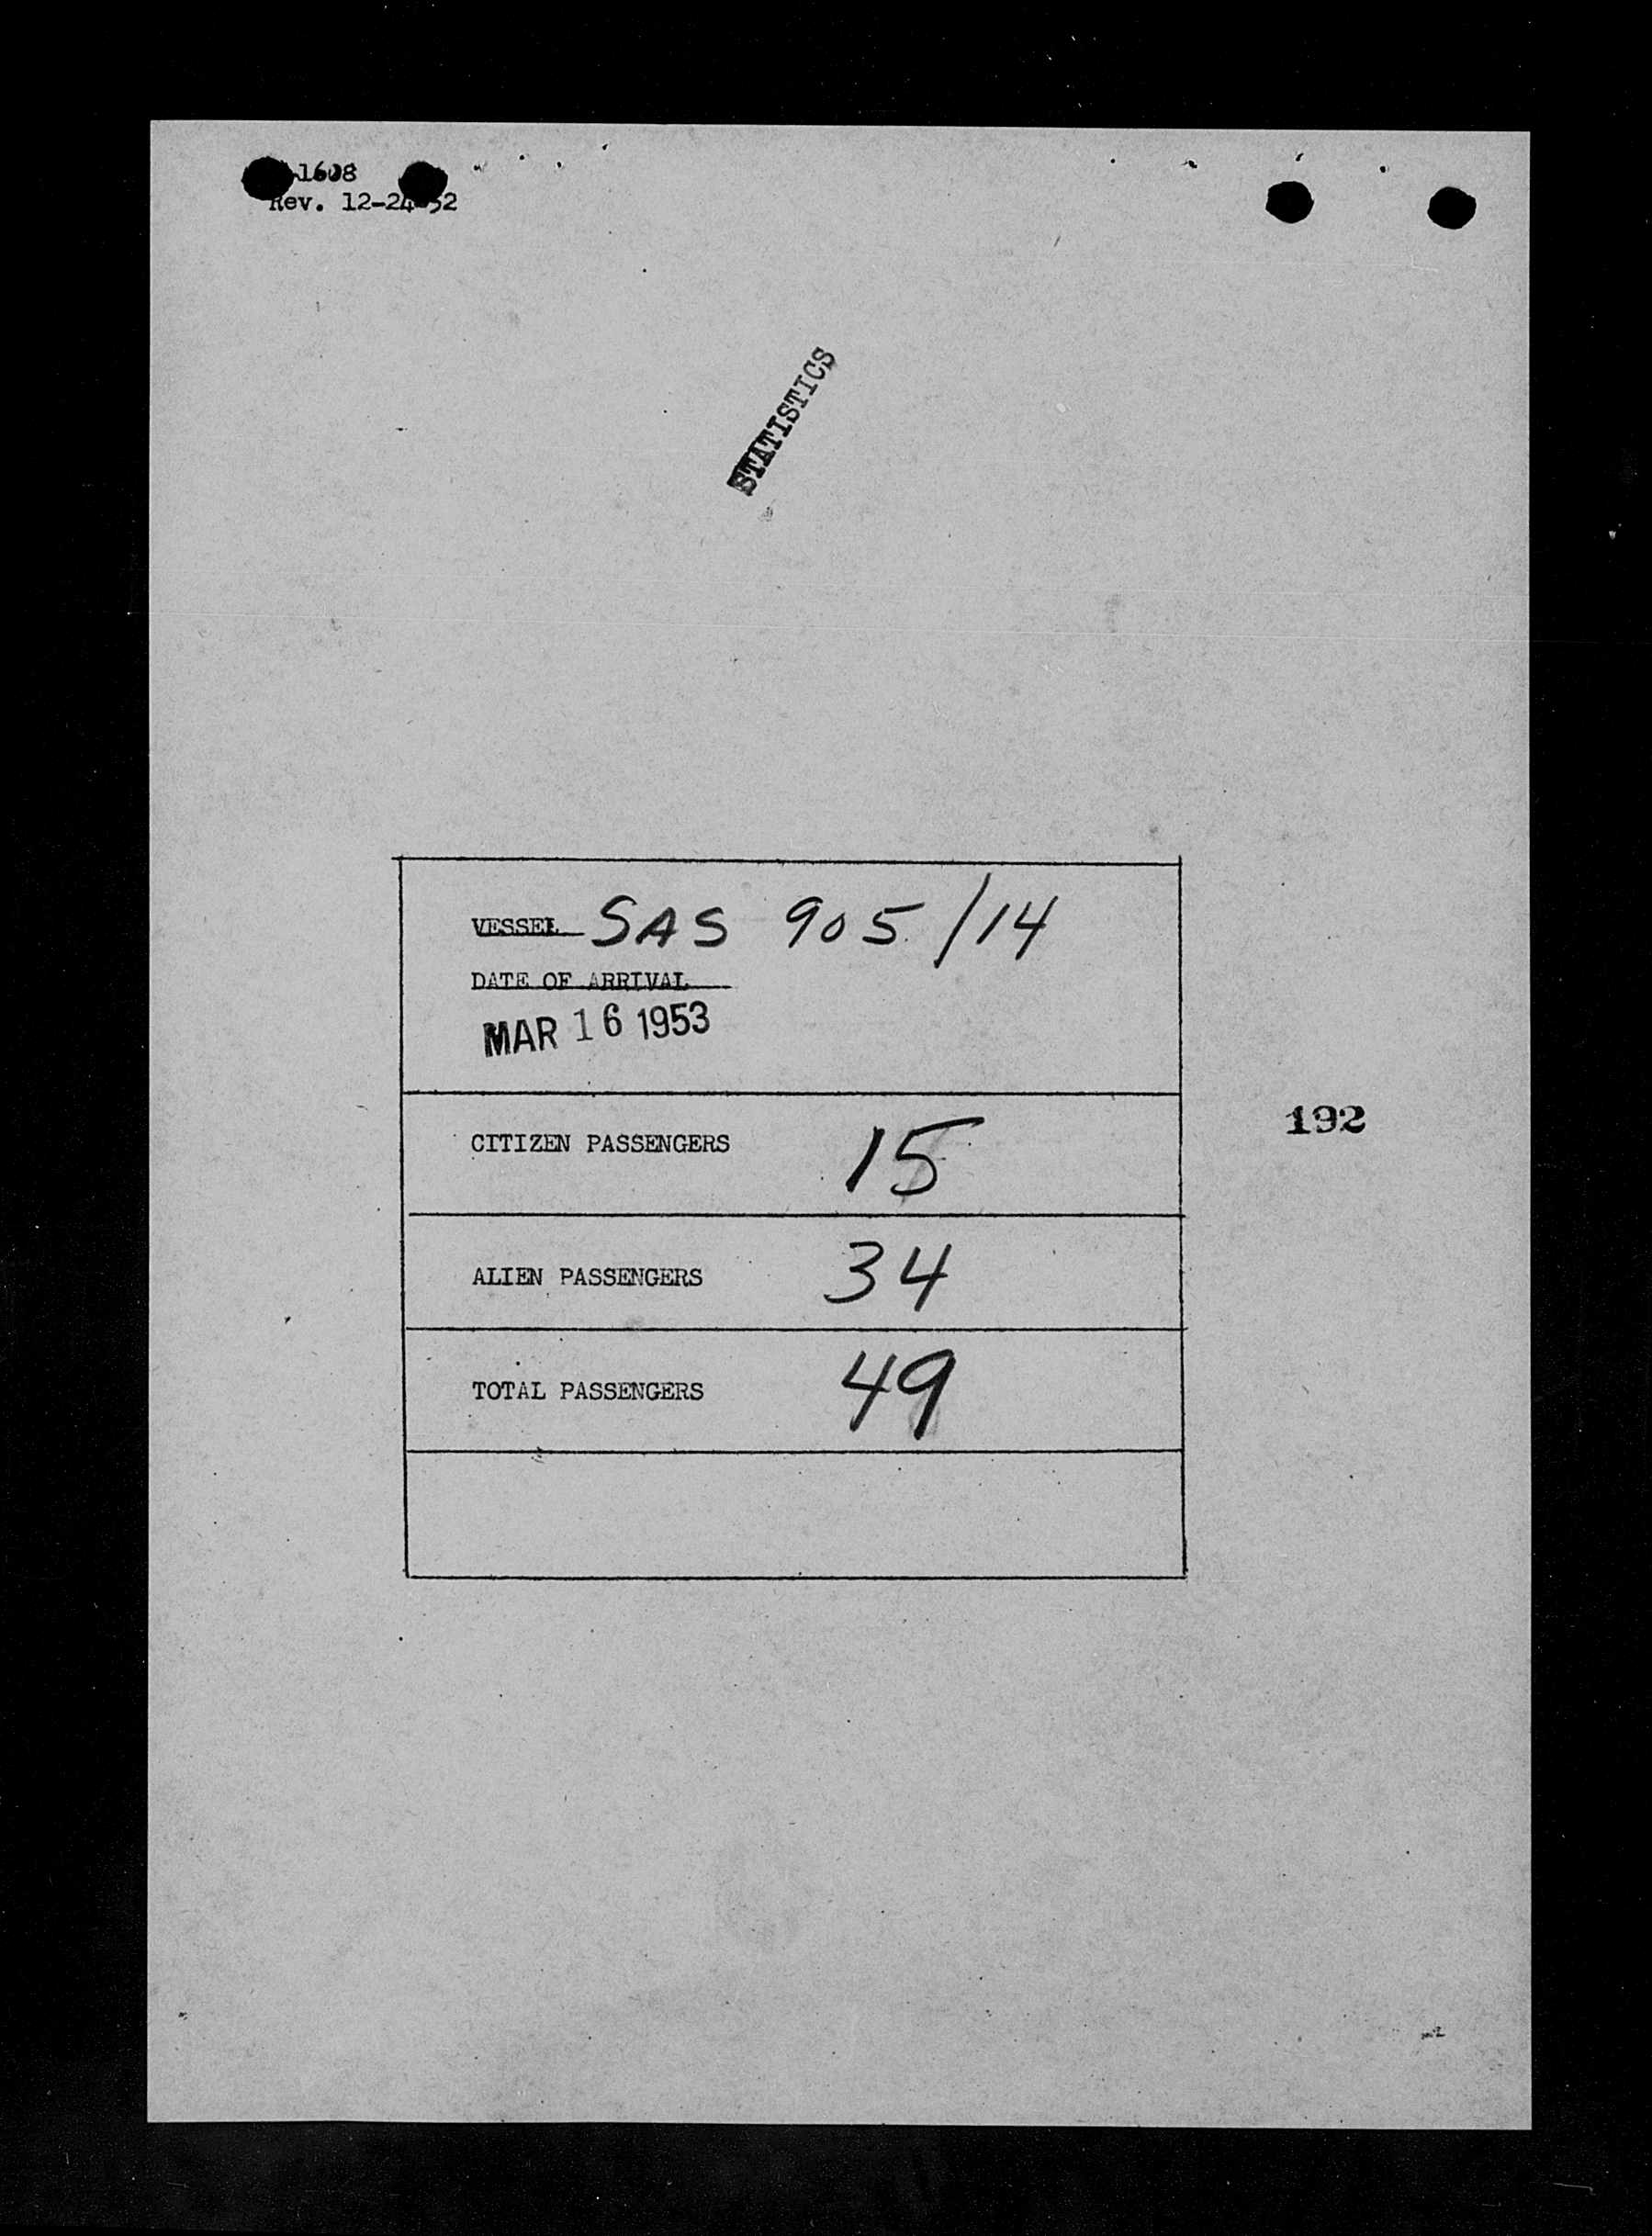 1608
Rev. 12-24-52
STATISTICS
VESSEL SAS 905/14
DATE OF ARRIVAL
MAR 16 1953
CITIZEN PASSENGERS 15
192
ALIEN PASSENGERS 34
TOTAL PASSENGERS 49